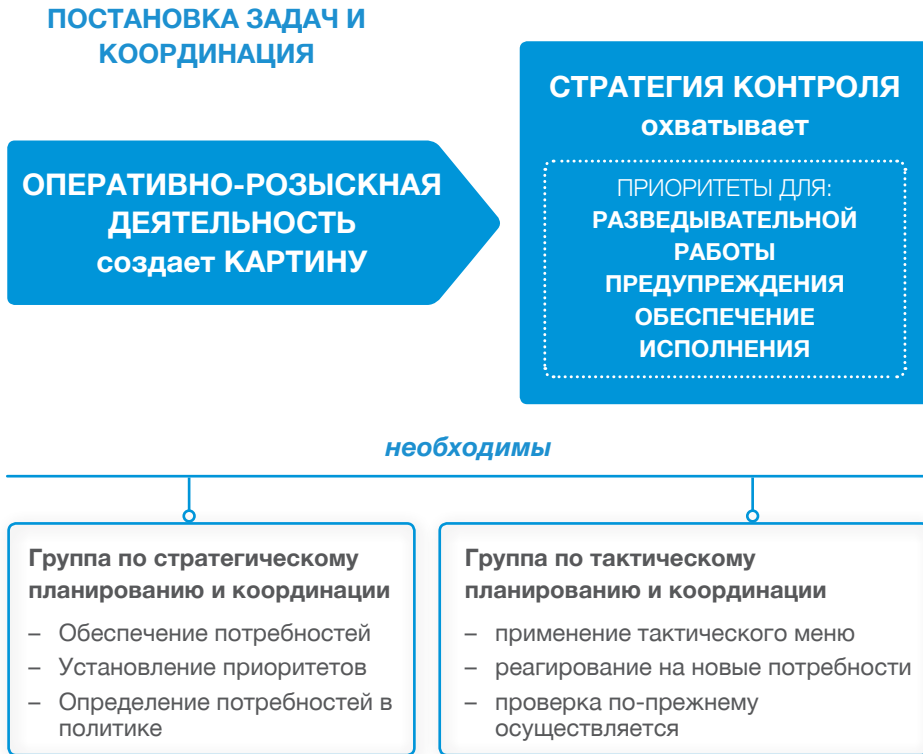 ПОСТАНОВКА ЗАДАЧ И
КООРДИНАЦИЯ
ОПЕРАТИВНО-РОЗЫСКНАЯ
ДЕЯТЕЛЬНОСТЬ
создает КАРТИНУ
СТРАТЕГИЯ КОНТРОЛЯ
охватывает
ПРИОРИТЕТЫ ДЛЯ:
РАЗВЕДЫВАТЕЛЬНОЙ
РАБОТЫ
ПРЕДУПРЕЖДЕНИЯ
ОБЕСПЕЧЕНИЕ
ИСПОЛНЕНИЯ
необходимы
Группа по стратегическому
планированию и координации
– Обеспечение потребностей
– Установление приоритетов
– Определение потребностей в
политике
Группа по тактическому
планированию и координации
– применение тактического меню
– реагирование на новые потребности
– проверка по-прежнему
осуществляется